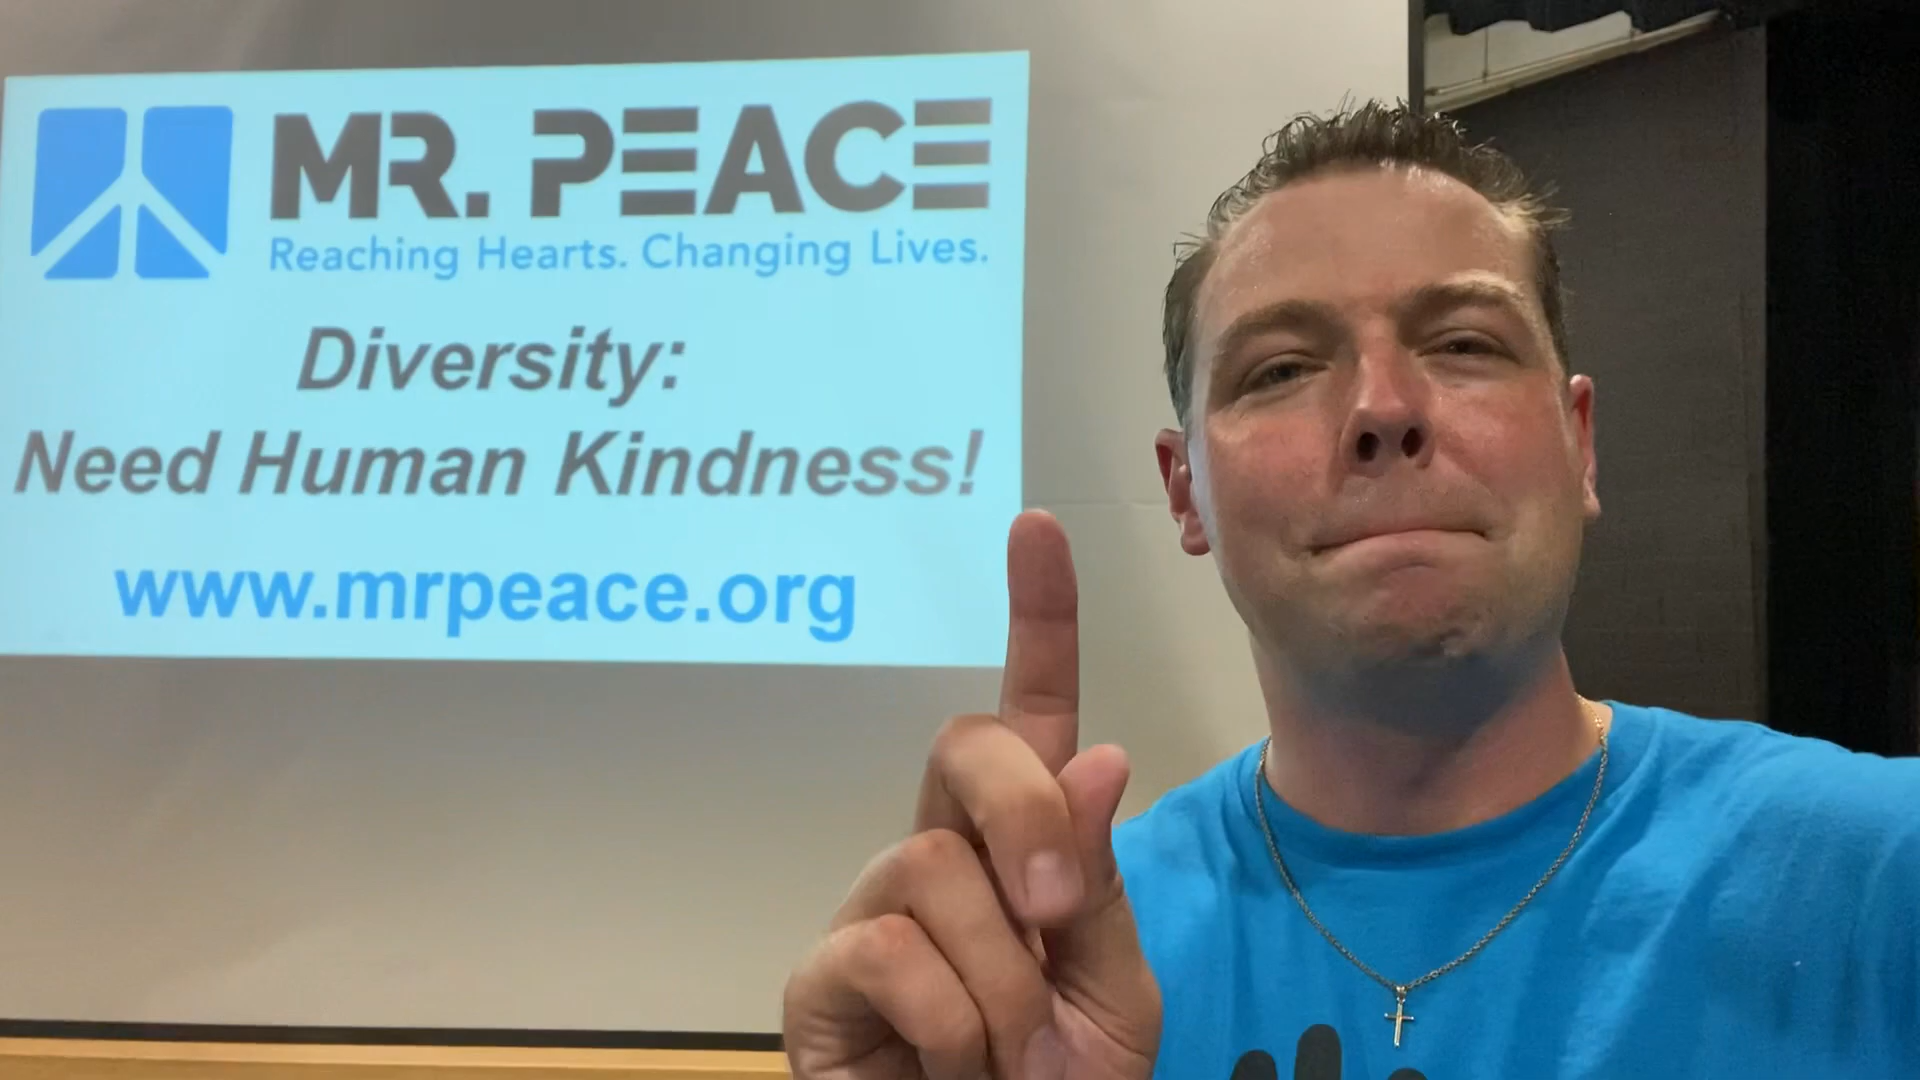 MR. PEACE
Reaching Hearts. Changing Lives.
Diversity:
Need Human Kindness!
www.mrpeace.org